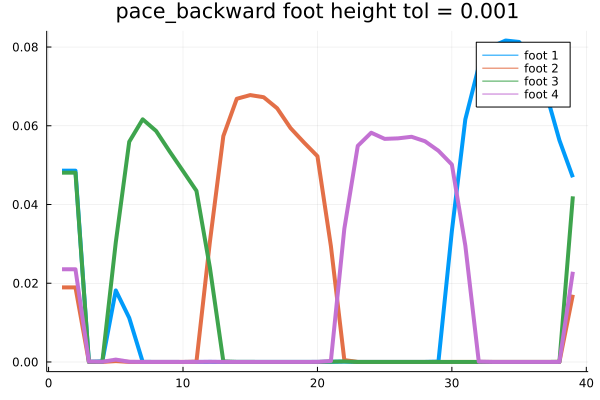 pace_backward foot height tol = 0.001
foot 1
foot 2
foot 3
foot 4
0.08
0.06
0.04
0.02
0.00
0 10 20 30 40